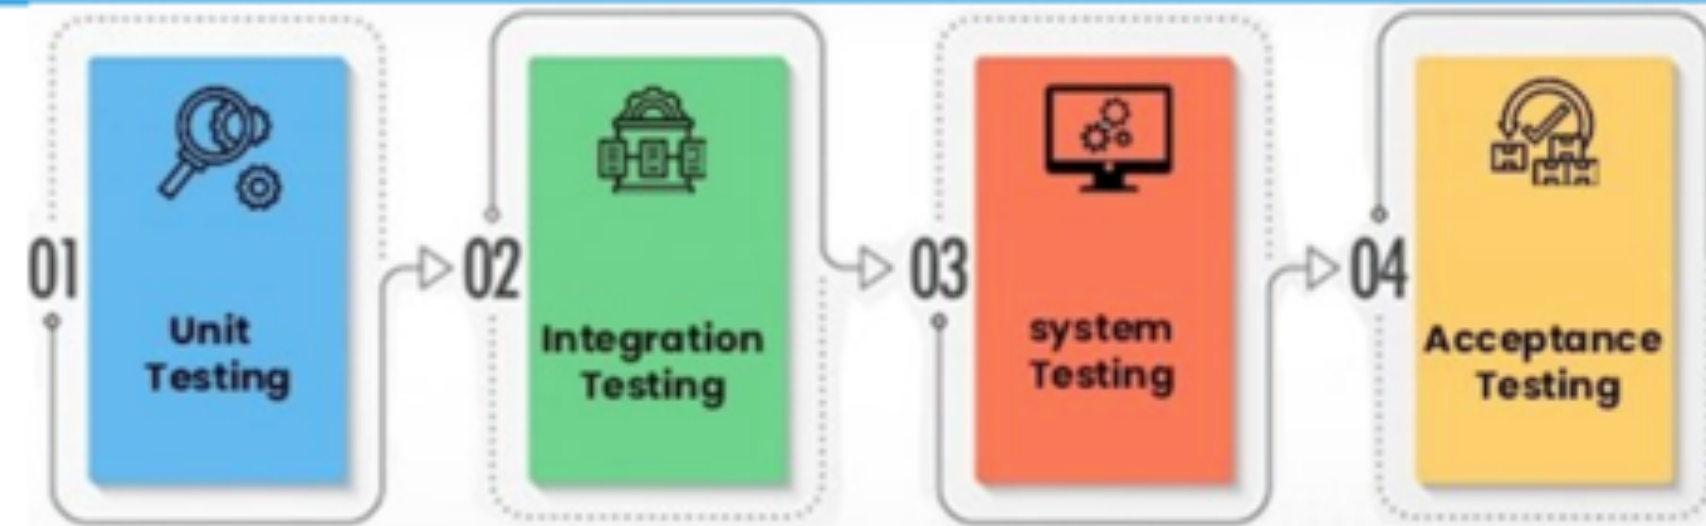 01
Unit
Testing
02
Integration
Testing
03
system
Testing
04
Acceptance
Testing